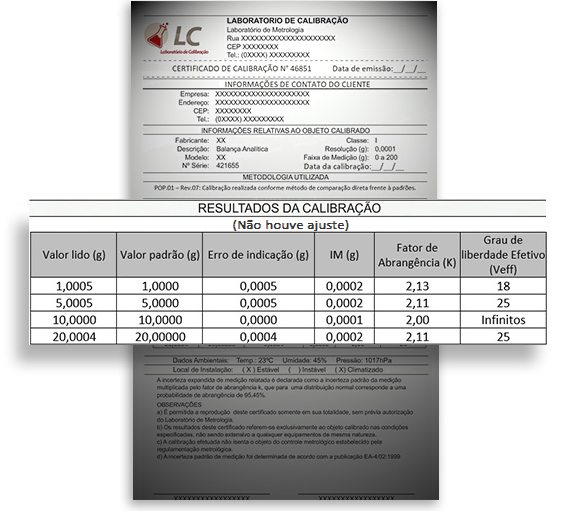 LC
Laboratório de Calibração
LABORATORIO DE CALIBRAÇÃO
Laboratório de Metrologia
Rua XXXXXXXXXXXXXXXXXXXXX
CEP XXXXXXXX
Tel.: (0XXXX) XXXXXXXXX
CERTIFICADO DE CALIBRAÇÃO N° 46851 Data de emissão:__/__/__
INFORMAÇÕES DE CONTATO DO CLIENTE
Empresa: XXXXXXXXXXXXXXXXXXXXX
Endereço: XXXXXXXXXXXXXXXXXXXXX
CEP: XXXXXXXX
Tel.: (0XXXX) XXXXXXXXX
INFORMAÇÕES RELATIVAS AO OBJETO CALIBRADO
Fabricante: XX Classe: I
Descrição: Balança Analítica Resolução (g): 0,0001
Modelo: XX Faixa de Medição (g): 0 a 200
Nº Série: 421655 Data da calibração:__/__/__
METODOLOGIA UTILIZADA
POP.01 – Rev.07: Calibração realizada conforme método de comparação direta frente à padrões.
RESULTADOS DA CALIBRAÇÃO
(Não houve ajuste)
Valor lido (g) Valor padrão (g) Erro de indicação (g) IM (g) Fator de Abrangência (K) Grau de liberdade Efetivo (Veff)
1,0005 1,0000 0,0005 0,0002 2,13 18
5,0005 5,0000 0,0005 0,0002 2,11 25
10,0000 10,0000 0,0000 0,0001 2,00 Infinitos
20,0004 20,00000 0,0004 0,0002 2,11 25
Dados Ambientais: Temp.: 23ºC Umidade: 45% Pressão: 1017hPa
Local de Instalação: ( X ) Estável ( ) Instável ( X ) Climatizado
A incerteza expandida de medição relatada é declarada como a incerteza padrão da medição
multiplicada pelo fator de abrangência k, que para uma distribuição normal corresponde a uma
probabilidade de abrangência de 95,45%.
OBSERVAÇÕES
a) É permitida a reprodução deste certificado somente em sua totalidade, sem prévia autorização
do Laboratório de Metrologia.
b) Os resultados deste certificado referem-se exclusivamente ao objeto calibrado nas condições
especificadas, não sendo extensivo a quaisquer equipamentos de mesma natureza.
c) A calibração efetuada não isenta o objeto do controle metrológico estabelecido pela
regulamentação metrológica.
d) A incerteza padrão de medição foi determinada de acordo com a publicação EA-4/02:1999.